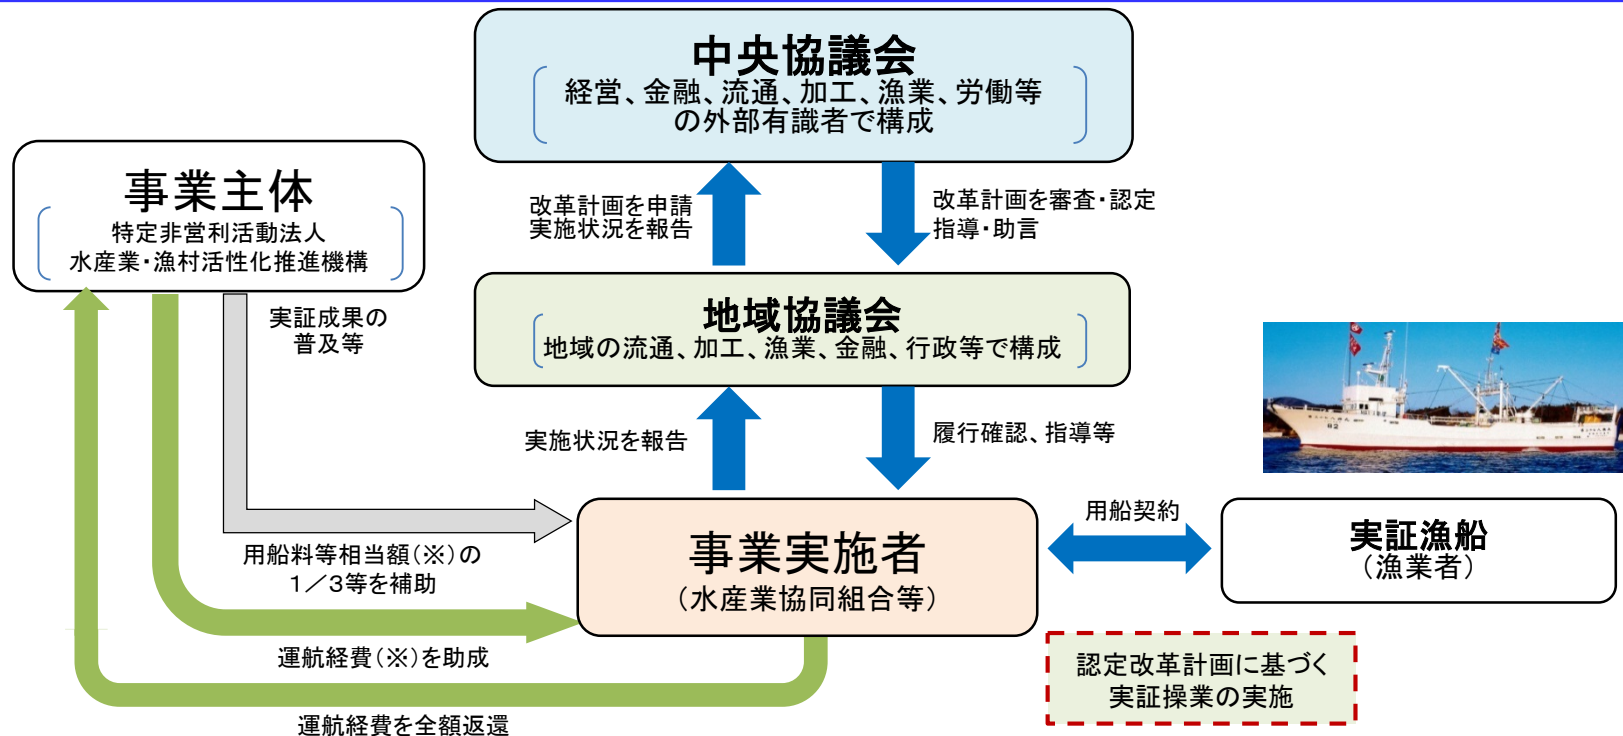 中央協議会
経営、金融、流通、加工、漁業、労働等
の外部有識者で構成
事業主体
特定非営利活動法人
水産業・漁村活性化推進機構
改革計画を申請
実施状況を報告
改革計画を審査・認定
指導・助言
実証成果の
普及等
地域協議会
地域の流通、加工、漁業、金融、行政等で構成
実施状況を報告
履行確認、指導等
用船料等相当額(※)の
1/3等を補助
事業実施者
(水産業協同組合等)
用船契約
実証漁船
(漁業者)
運航経費(※)を助成
認定改革計画に基づく
実証操業の実施
運航経費を全額返還